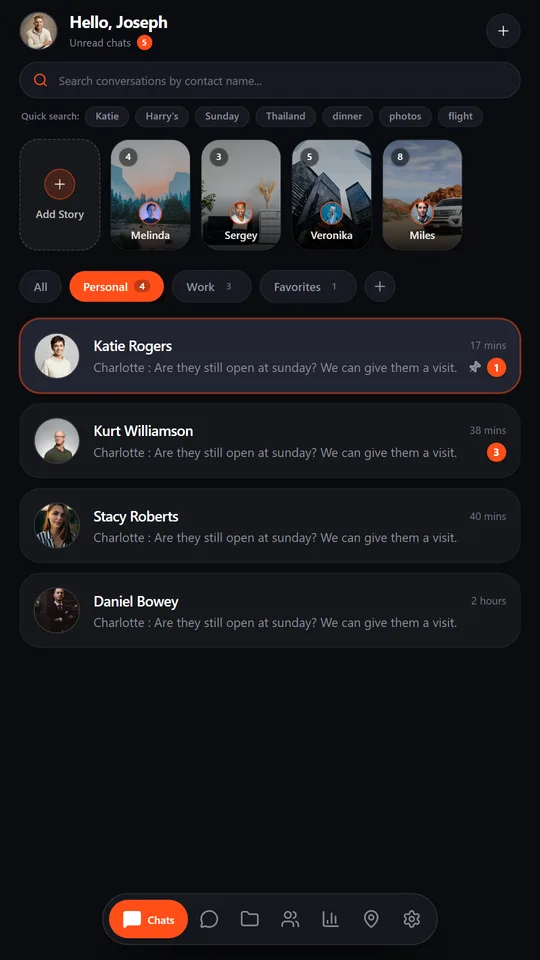 Hello, Joseph
Unread chats 5
Search conversations by contact name...
Quick search: Katie Harry's Sunday Thailand dinner photos flight
4 3 5 8
Add Story Melinda Sergey Veronika Miles
All Personal 4 Work 3 Favorites 1
Katie Rogers 17 mins
Charlotte : Are they still open at sunday? We can give them a visit. 1
Kurt Williamson 38 mins
Charlotte : Are they still open at sunday? We can give them a visit. 3
Stacy Roberts 40 mins
Charlotte : Are they still open at sunday? We can give them a visit.
Daniel Bowey 2 hours
Charlotte : Are they still open at sunday? We can give them a visit.
Chats